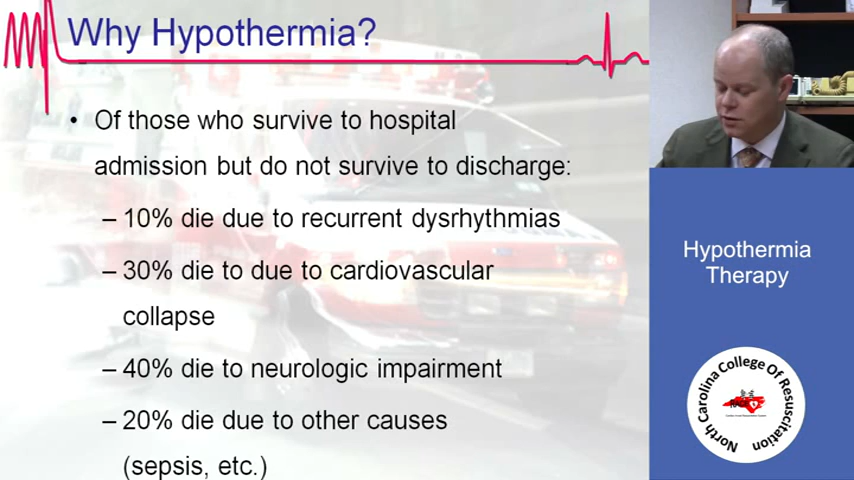 Why Hypothermia?
• Of those who survive to hospital
admission but do not survive to discharge:
– 10% die due to recurrent dysrhythmias
– 30% die to due to cardiovascular
collapse
– 40% die to neurologic impairment
– 20% die due to other causes
(sepsis, etc.)
Hypothermia
Therapy
North Carolina College Of Resuscitation